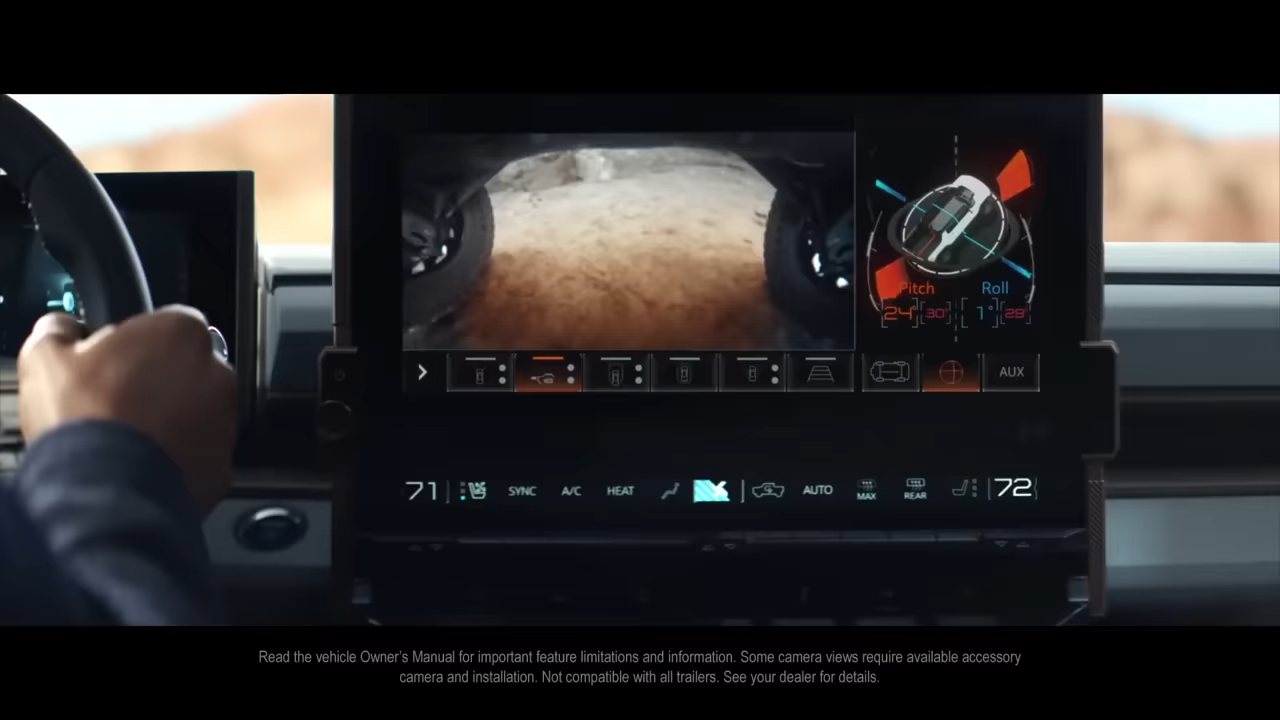 Pitch Roll
24° 30° 1° 29°
AUX
71 SYNC A/C HEAT AUTO MAX REAR 72
Read the vehicle Owner's Manual for important feature limitations and information. Some camera views require available accessory
camera and installation. Not compatible with all trailers. See your dealer for details.